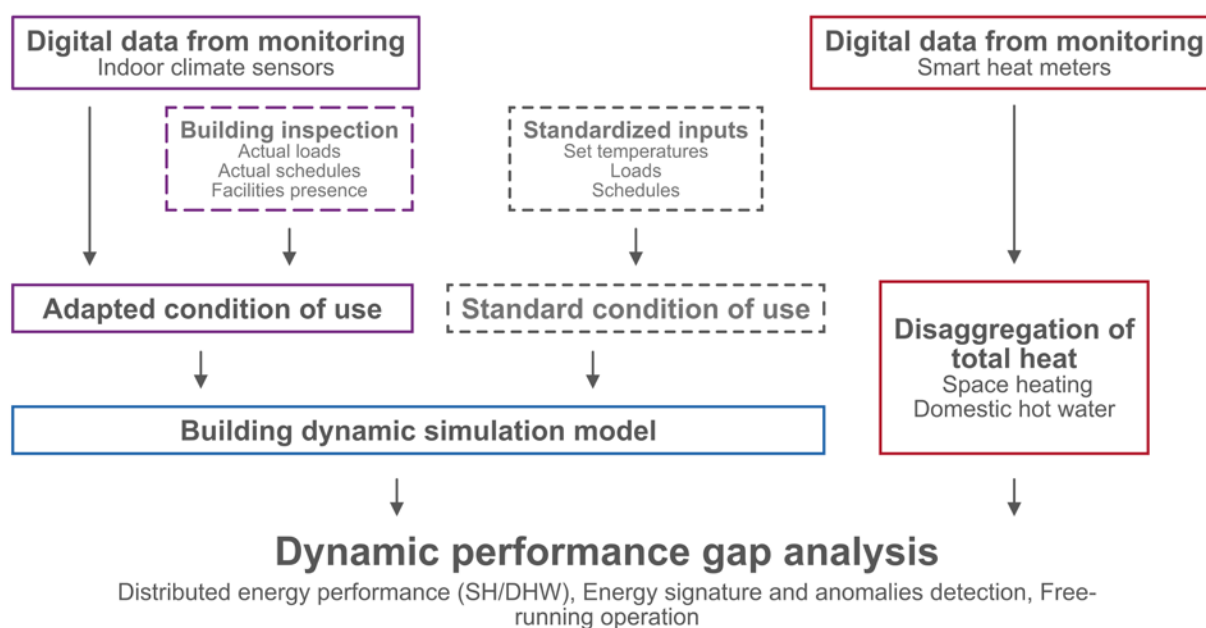 Digital data from monitoring
Indoor climate sensors
Digital data from monitoring
Smart heat meters
Building inspection
Actual loads
Actual schedules
Facilities presence
Standardized inputs
Set temperatures
Loads
Schedules
Adapted condition of use
Standard condition of use
Disaggregation of
total heat
Space heating
Domestic hot water
Building dynamic simulation model
Dynamic performance gap analysis
Distributed energy performance (SH/DHW), Energy signature and anomalies detection, Free-
running operation